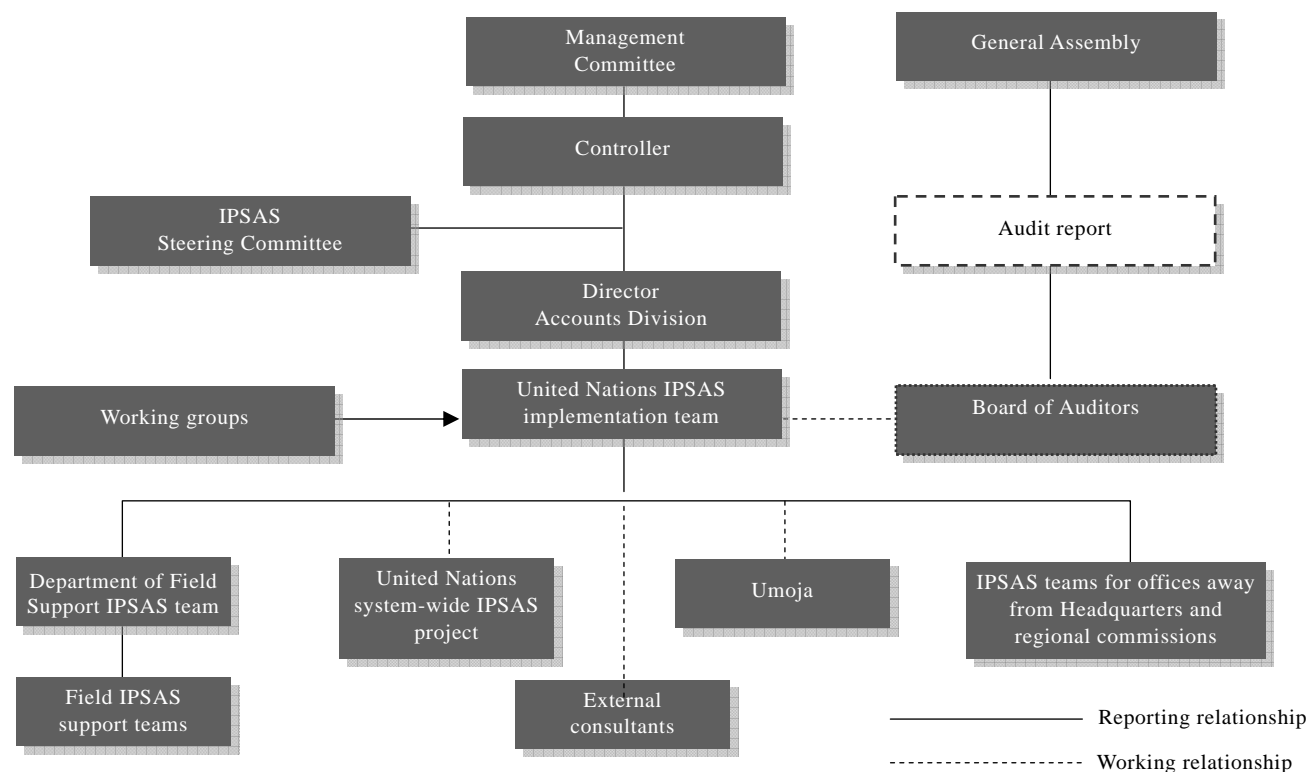 Management
Committee
General Assembly
Controller
IPSAS
Steering Committee
Audit report
Director
Accounts Division
Working groups
United Nations IPSAS
implementation team
Board of Auditors
Department of Field
Support IPSAS team
United Nations
system-wide IPSAS
project
Umoja
IPSAS teams for offices away
from Headquarters and
regional commissions
Field IPSAS
support teams
External
consultants
Reporting relationship
Working relationship